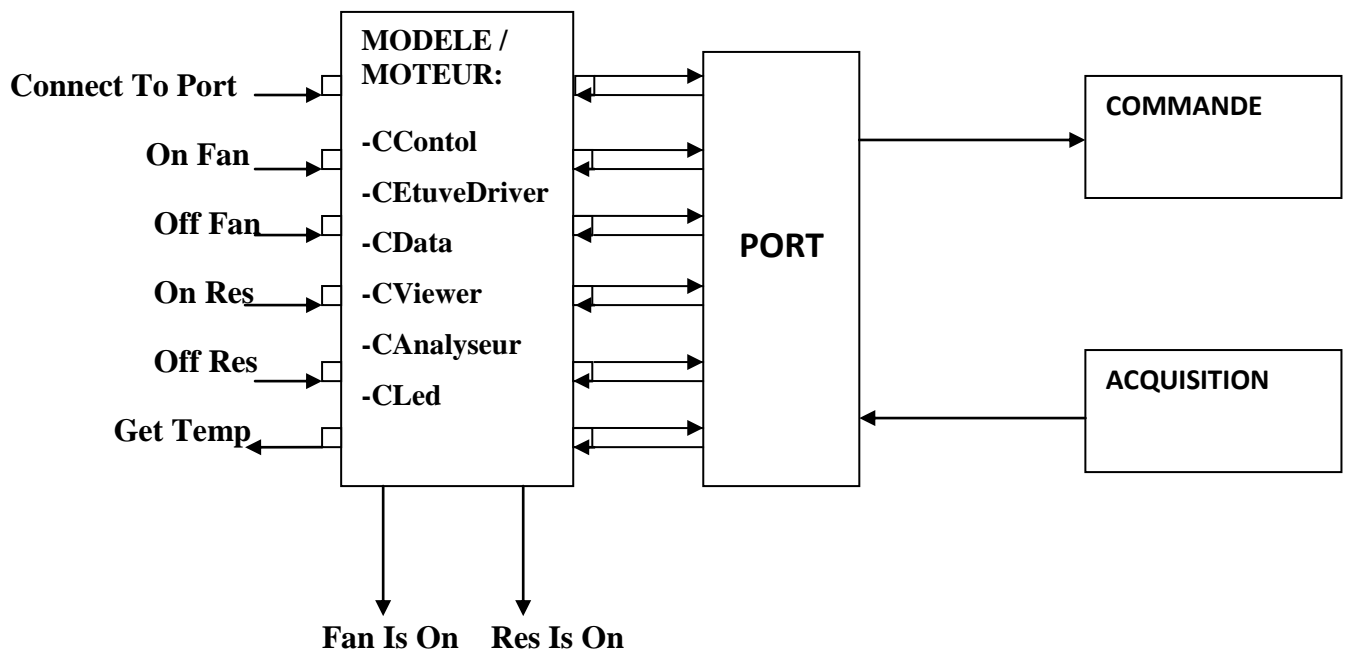 Connect To Port
On Fan
Off Fan
On Res
Off Res
Get Temp
MODELE /
MOTEUR:
-CContol
-CEtuveDriver
-CData
-CViewer
-CAnalyseur
-CLed
PORT
COMMANDE
ACQUISITION
Fan Is On
Res Is On